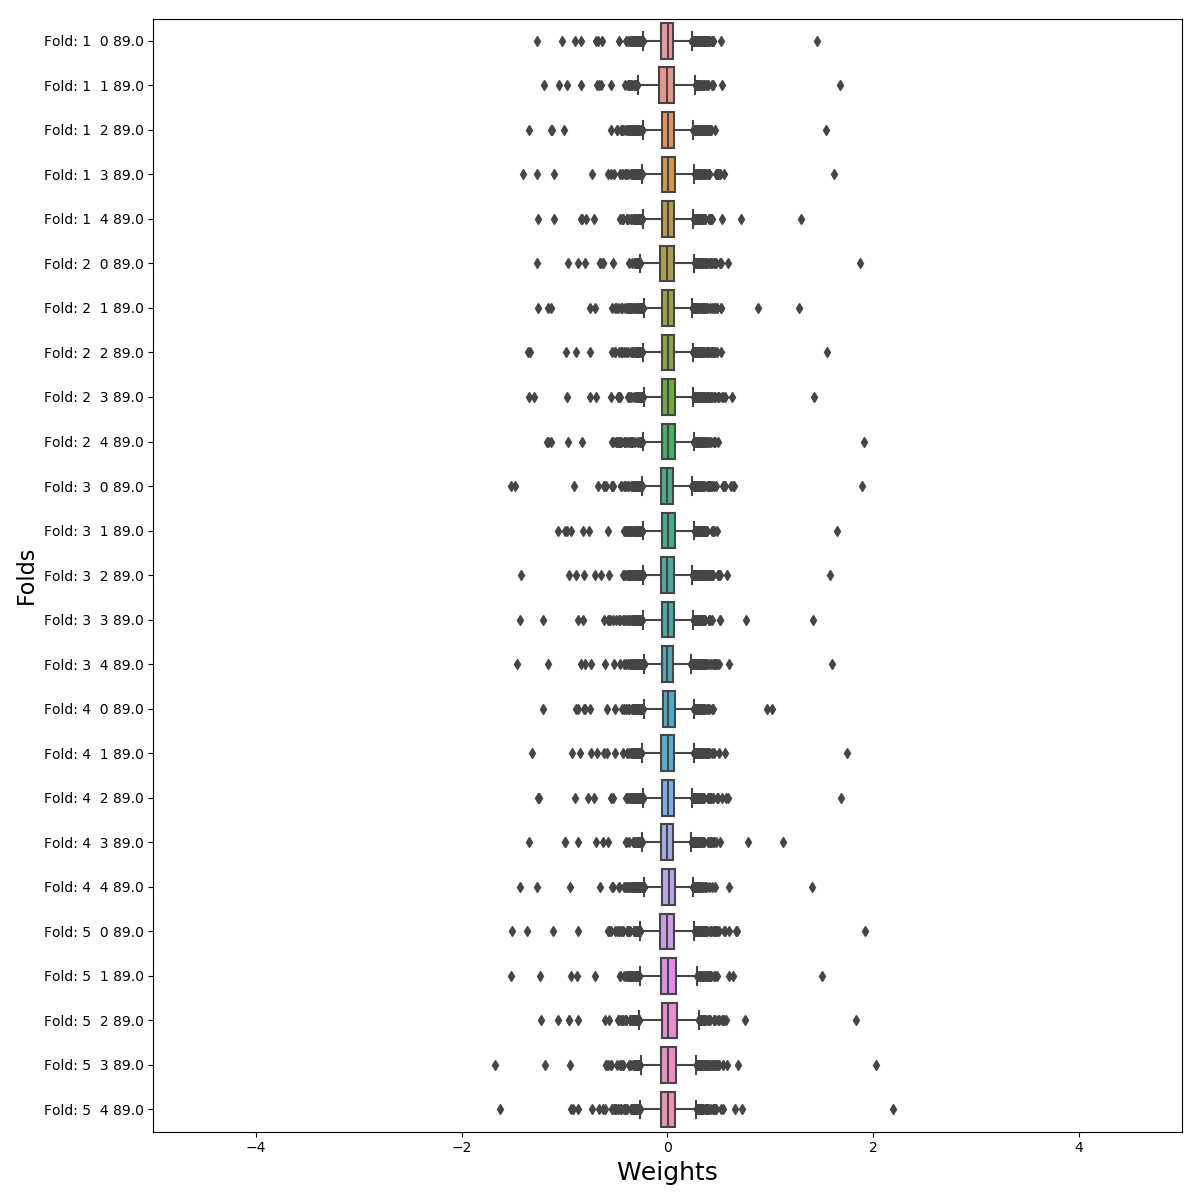 Fold: 1  0 89.0
Fold: 1  1 89.0
Fold: 1  2 89.0
Fold: 1  3 89.0
Fold: 1  4 89.0
Fold: 2  0 89.0
Fold: 2  1 89.0
Fold: 2  2 89.0
Fold: 2  3 89.0
Fold: 2  4 89.0
Fold: 3  0 89.0
Fold: 3  1 89.0
Fold: 3  2 89.0
Fold: 3  3 89.0
Fold: 3  4 89.0
Fold: 4  0 89.0
Fold: 4  1 89.0
Fold: 4  2 89.0
Fold: 4  3 89.0
Fold: 4  4 89.0
Fold: 5  0 89.0
Fold: 5  1 89.0
Fold: 5  2 89.0
Fold: 5  3 89.0
Fold: 5  4 89.0
Folds
−4 −2 0 2 4
Weights